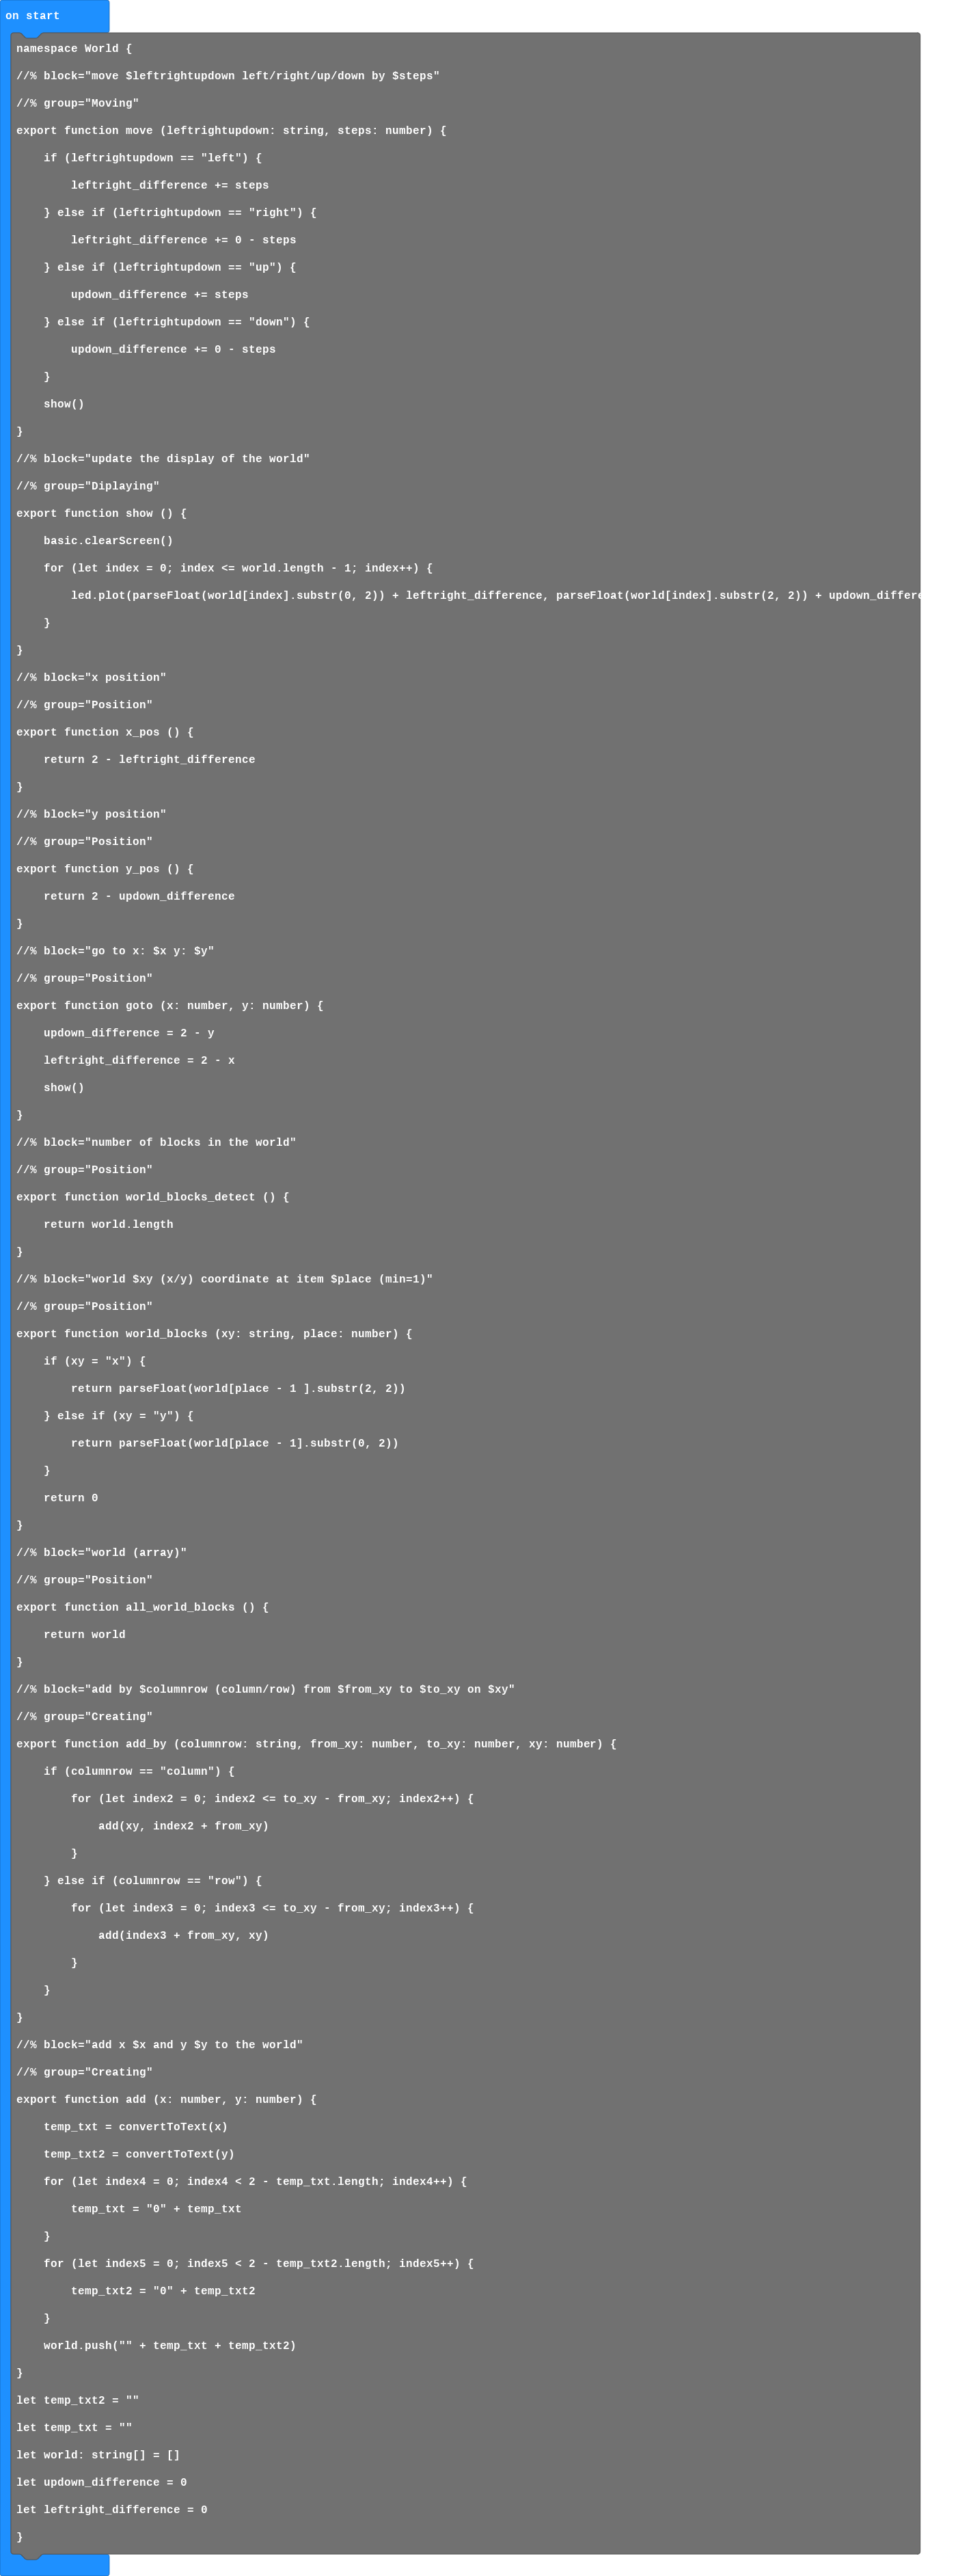 on start
namespace World {
//% block="move $leftrightupdown left/right/up/down by $steps"
//% group="Moving"
export function move (leftrightupdown: string, steps: number) {
    if (leftrightupdown == "left") {
        leftright_difference += steps
    } else if (leftrightupdown == "right") {
        leftright_difference += 0 - steps
    } else if (leftrightupdown == "up") {
        updown_difference += steps
    } else if (leftrightupdown == "down") {
        updown_difference += 0 - steps
    }
    show()
}
//% block="update the display of the world"
//% group="Diplaying"
export function show () {
    basic.clearScreen()
    for (let index = 0; index <= world.length - 1; index++) {
        led.plot(parseFloat(world[index].substr(0, 2)) + leftright_difference, parseFloat(world[index].substr(2, 2)) + updown_differe
    }
}
//% block="x position"
//% group="Position"
export function x_pos () {
    return 2 - leftright_difference
}
//% block="y position"
//% group="Position"
export function y_pos () {
    return 2 - updown_difference
}
//% block="go to x: $x y: $y"
//% group="Position"
export function goto (x: number, y: number) {
    updown_difference = 2 - y
    leftright_difference = 2 - x
    show()
}
//% block="number of blocks in the world"
//% group="Position"
export function world_blocks_detect () {
    return world.length
}
//% block="world $xy (x/y) coordinate at item $place (min=1)"
//% group="Position"
export function world_blocks (xy: string, place: number) {
    if (xy = "x") {
        return parseFloat(world[place - 1 ].substr(2, 2))
    } else if (xy = "y") {
        return parseFloat(world[place - 1].substr(0, 2))
    }
    return 0
}
//% block="world (array)"
//% group="Position"
export function all_world_blocks () {
    return world
}
//% block="add by $columnrow (column/row) from $from_xy to $to_xy on $xy"
//% group="Creating"
export function add_by (columnrow: string, from_xy: number, to_xy: number, xy: number) {
    if (columnrow == "column") {
        for (let index2 = 0; index2 <= to_xy - from_xy; index2++) {
            add(xy, index2 + from_xy)
        }
    } else if (columnrow == "row") {
        for (let index3 = 0; index3 <= to_xy - from_xy; index3++) {
            add(index3 + from_xy, xy)
        }
    }
}
//% block="add x $x and y $y to the world"
//% group="Creating"
export function add (x: number, y: number) {
    temp_txt = convertToText(x)
    temp_txt2 = convertToText(y)
    for (let index4 = 0; index4 < 2 - temp_txt.length; index4++) {
        temp_txt = "0" + temp_txt
    }
    for (let index5 = 0; index5 < 2 - temp_txt2.length; index5++) {
        temp_txt2 = "0" + temp_txt2
    }
    world.push("" + temp_txt + temp_txt2)
}
let temp_txt2 = ""
let temp_txt = ""
let world: string[] = []
let updown_difference = 0
let leftright_difference = 0
}